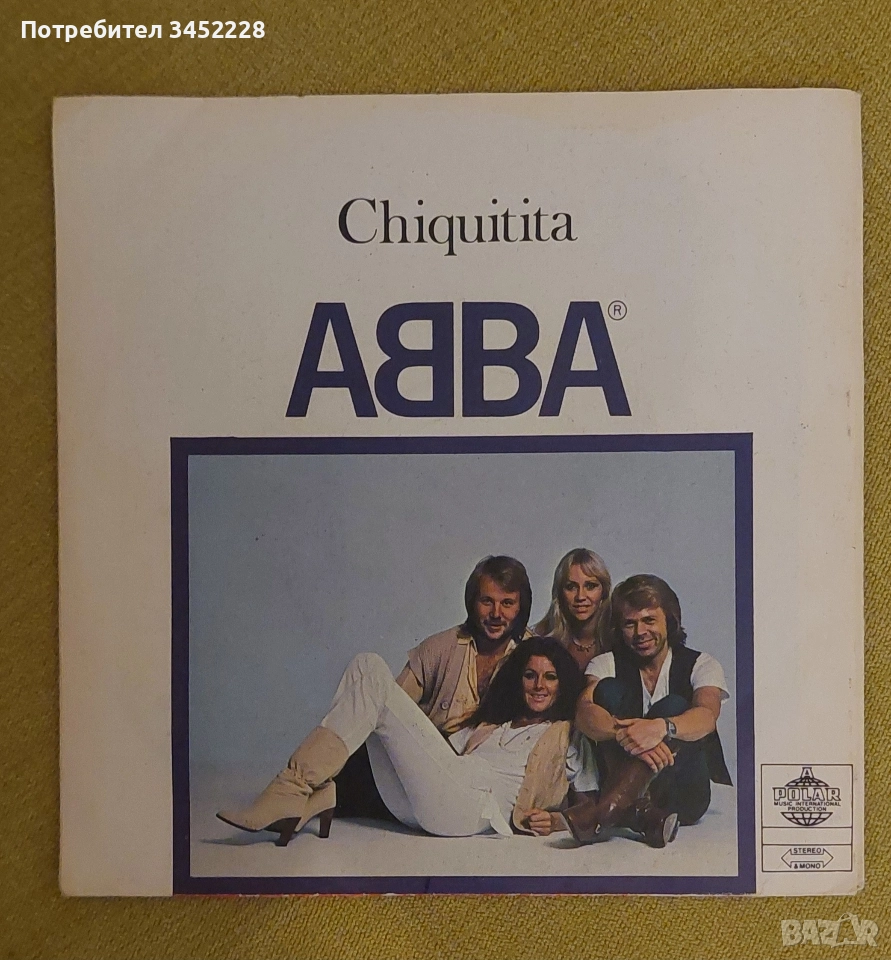 Потребител 3452228
Chiquitita
ABBA®
A
POLAR
MUSIC INTERNATIONAL
PRODUCTION
STEREO
& MONO
BAZAR